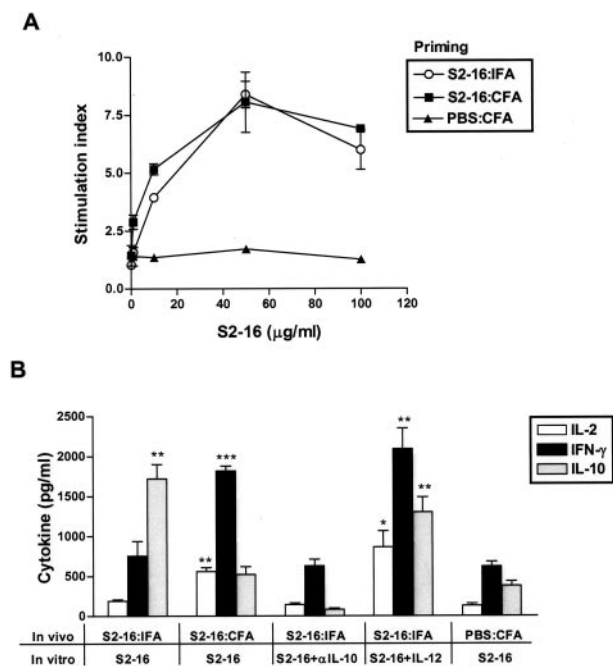 A
Priming
S2-16:IFA
S2-16:CFA
PBS:CFA
10.0
7.5
5.0
2.5
0.0
Stimulation index
0 20 40 60 80 100 120
S2-16 (μg/ml)
B
2500
2000
1500
1000
500
0
Cytokine (pg/ml)
** *** ** * ** **
IL-2
IFN-γ
IL-10
In vivo S2-16:IFA S2-16:CFA S2-16:IFA S2-16:IFA PBS:CFA
In vitro S2-16 S2-16 S2-16+αIL-10 S2-16+IL-12 S2-16